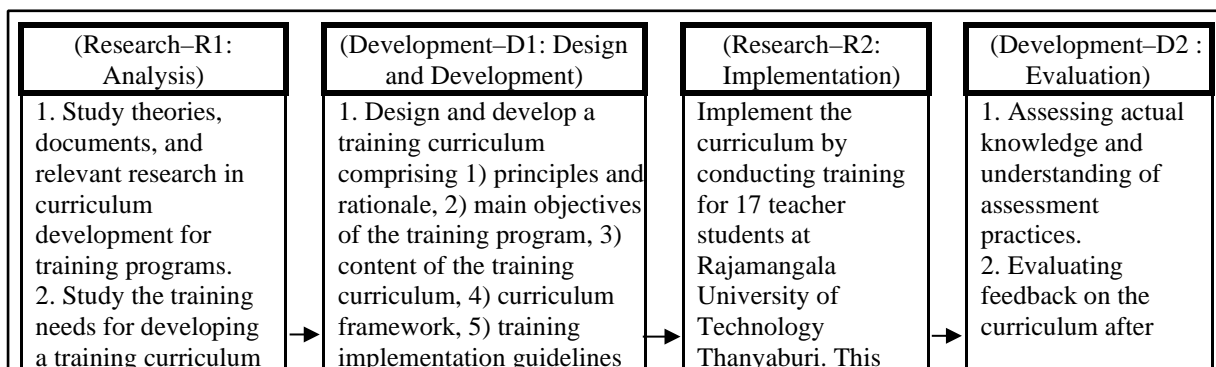 (Research–R1:
Analysis)
1. Study theories,
documents, and
relevant research in
curriculum
development for
training programs.
2. Study the training
needs for developing
a training curriculum
(Development–D1: Design
and Development)
1. Design and develop a
training curriculum
comprising 1) principles and
rationale, 2) main objectives
of the training program, 3)
content of the training
curriculum, 4) curriculum
framework, 5) training
implementation guidelines
(Research–R2:
Implementation)
Implement the
curriculum by
conducting training
for 17 teacher
students at
Rajamangala
University of
Technology
Thanyaburi. This
(Development–D2 :
Evaluation)
1. Assessing actual
knowledge and
understanding of
assessment
practices.
2. Evaluating
feedback on the
curriculum after